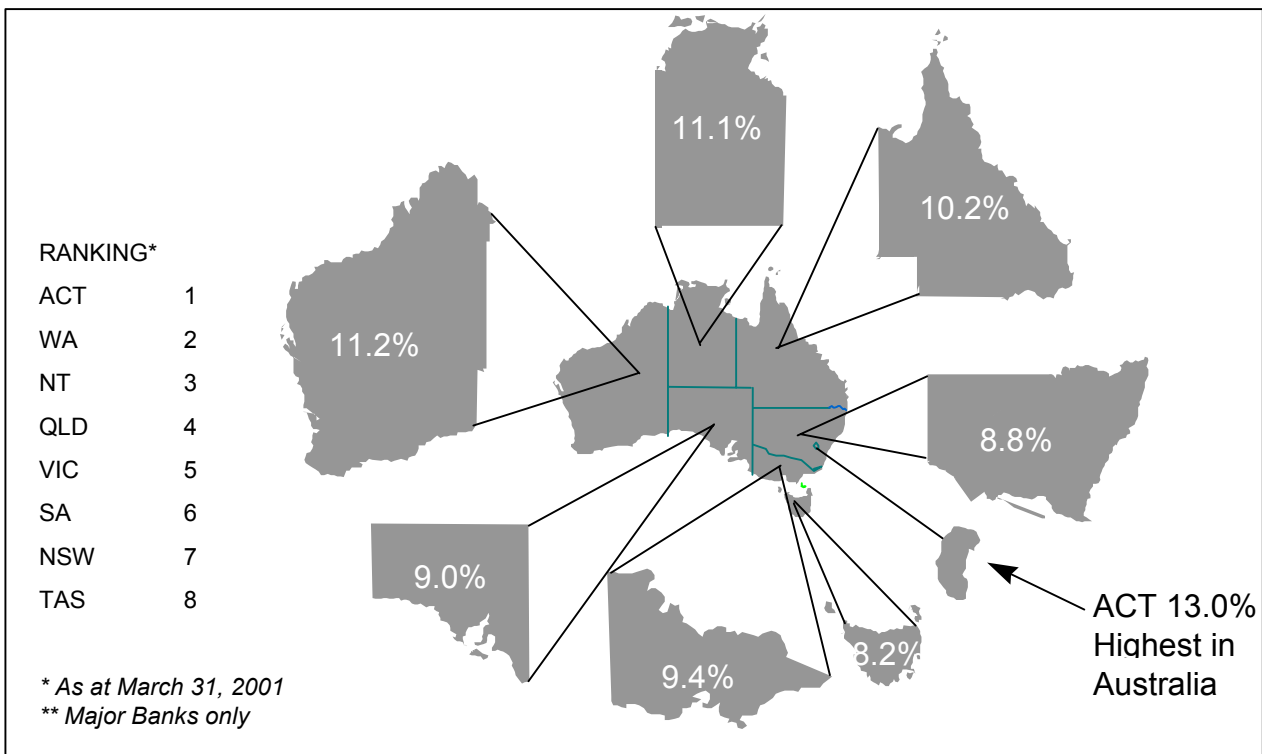 RANKING*
ACT 1
WA 2
NT 3
QLD 4
VIC 5
SA 6
NSW 7
TAS 8
* As at March 31, 2001
** Major Banks only
11.1%
10.2%
11.2%
8.8%
9.0%
9.4%
8.2%
ACT 13.0%
Highest in
Australia